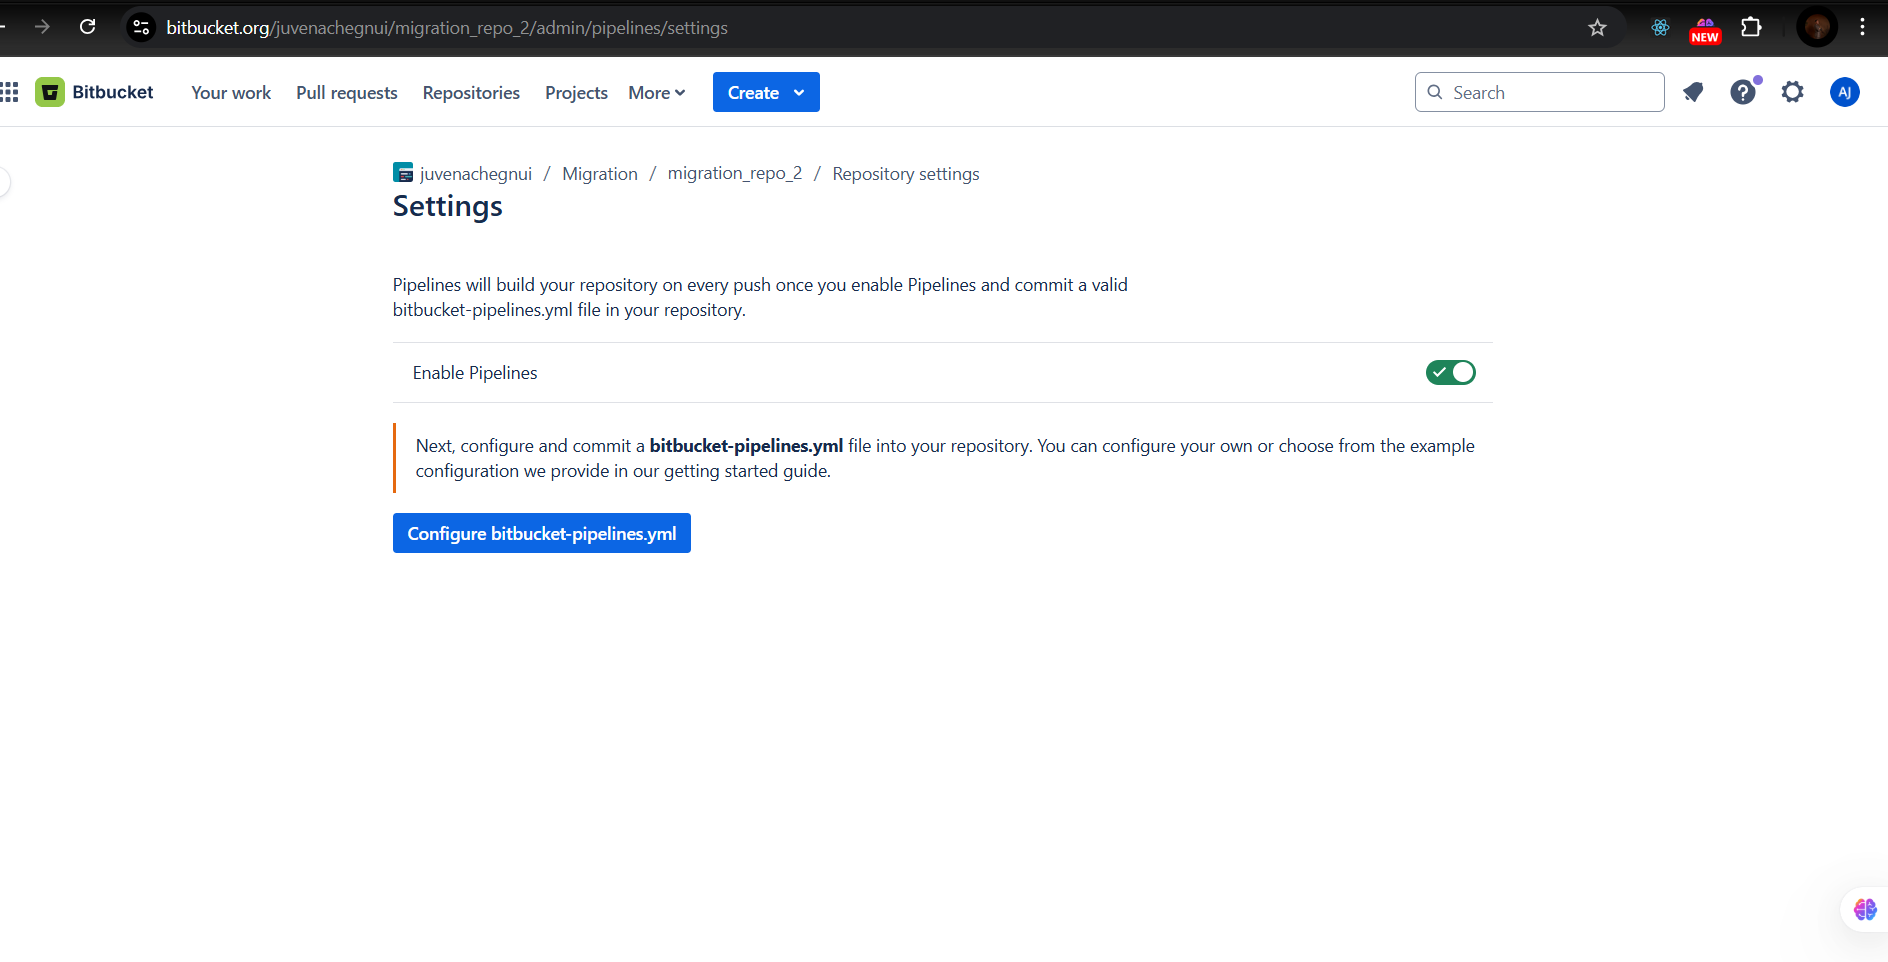 bitbucket.org/juvenachegnui/migration_repo_2/admin/pipelines/settings
NEW
Bitbucket
Your work
Pull requests
Repositories
Projects
More
Create
Search
AJ
juvenachegnui / Migration / migration_repo_2 / Repository settings
Settings
Pipelines will build your repository on every push once you enable Pipelines and commit a valid
bitbucket-pipelines.yml file in your repository.
Enable Pipelines
Next, configure and commit a bitbucket-pipelines.yml file into your repository. You can configure your own or choose from the example
configuration we provide in our getting started guide.
Configure bitbucket-pipelines.yml